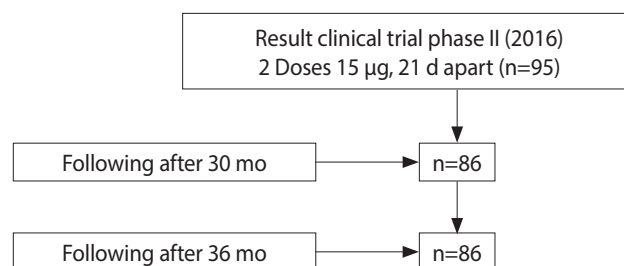 Result clinical trial phase II (2016)
2 Doses 15 μg, 21 d apart (n=95)
Following after 30 mo
n=86
Following after 36 mo
n=86